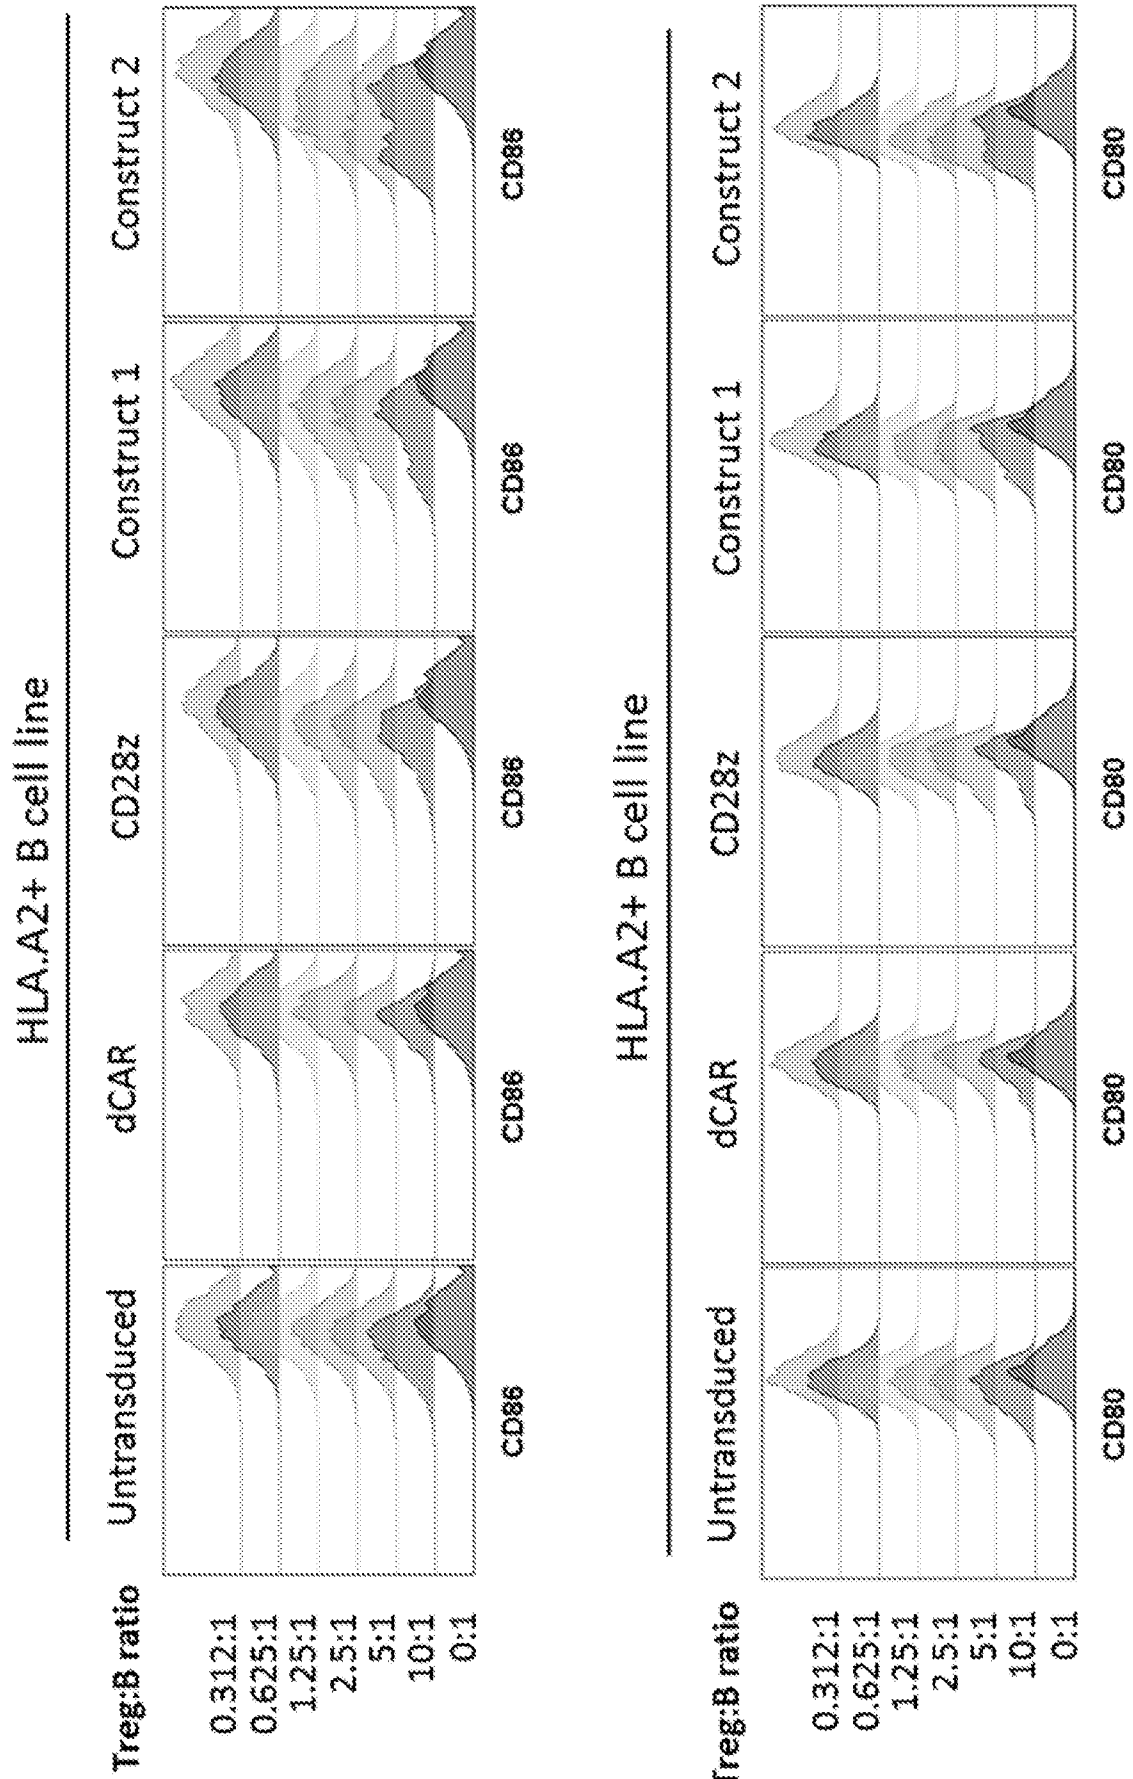 HLA.A2+ B cell line
Treg:B ratio Untransduced dCAR CD28z Construct 1 Construct 2
0.312:1
0.625:1
1.25:1
2.5:1
5:1
10:1
0:1
CD86 CD86 CD86 CD86 CD86
HLA.A2+ B cell line
Treg:B ratio Untransduced dCAR CD28z Construct 1 Construct 2
0.312:1
0.625:1
1.25:1
2.5:1
5:1
10:1
0:1
CD80 CD80 CD80 CD80 CD80